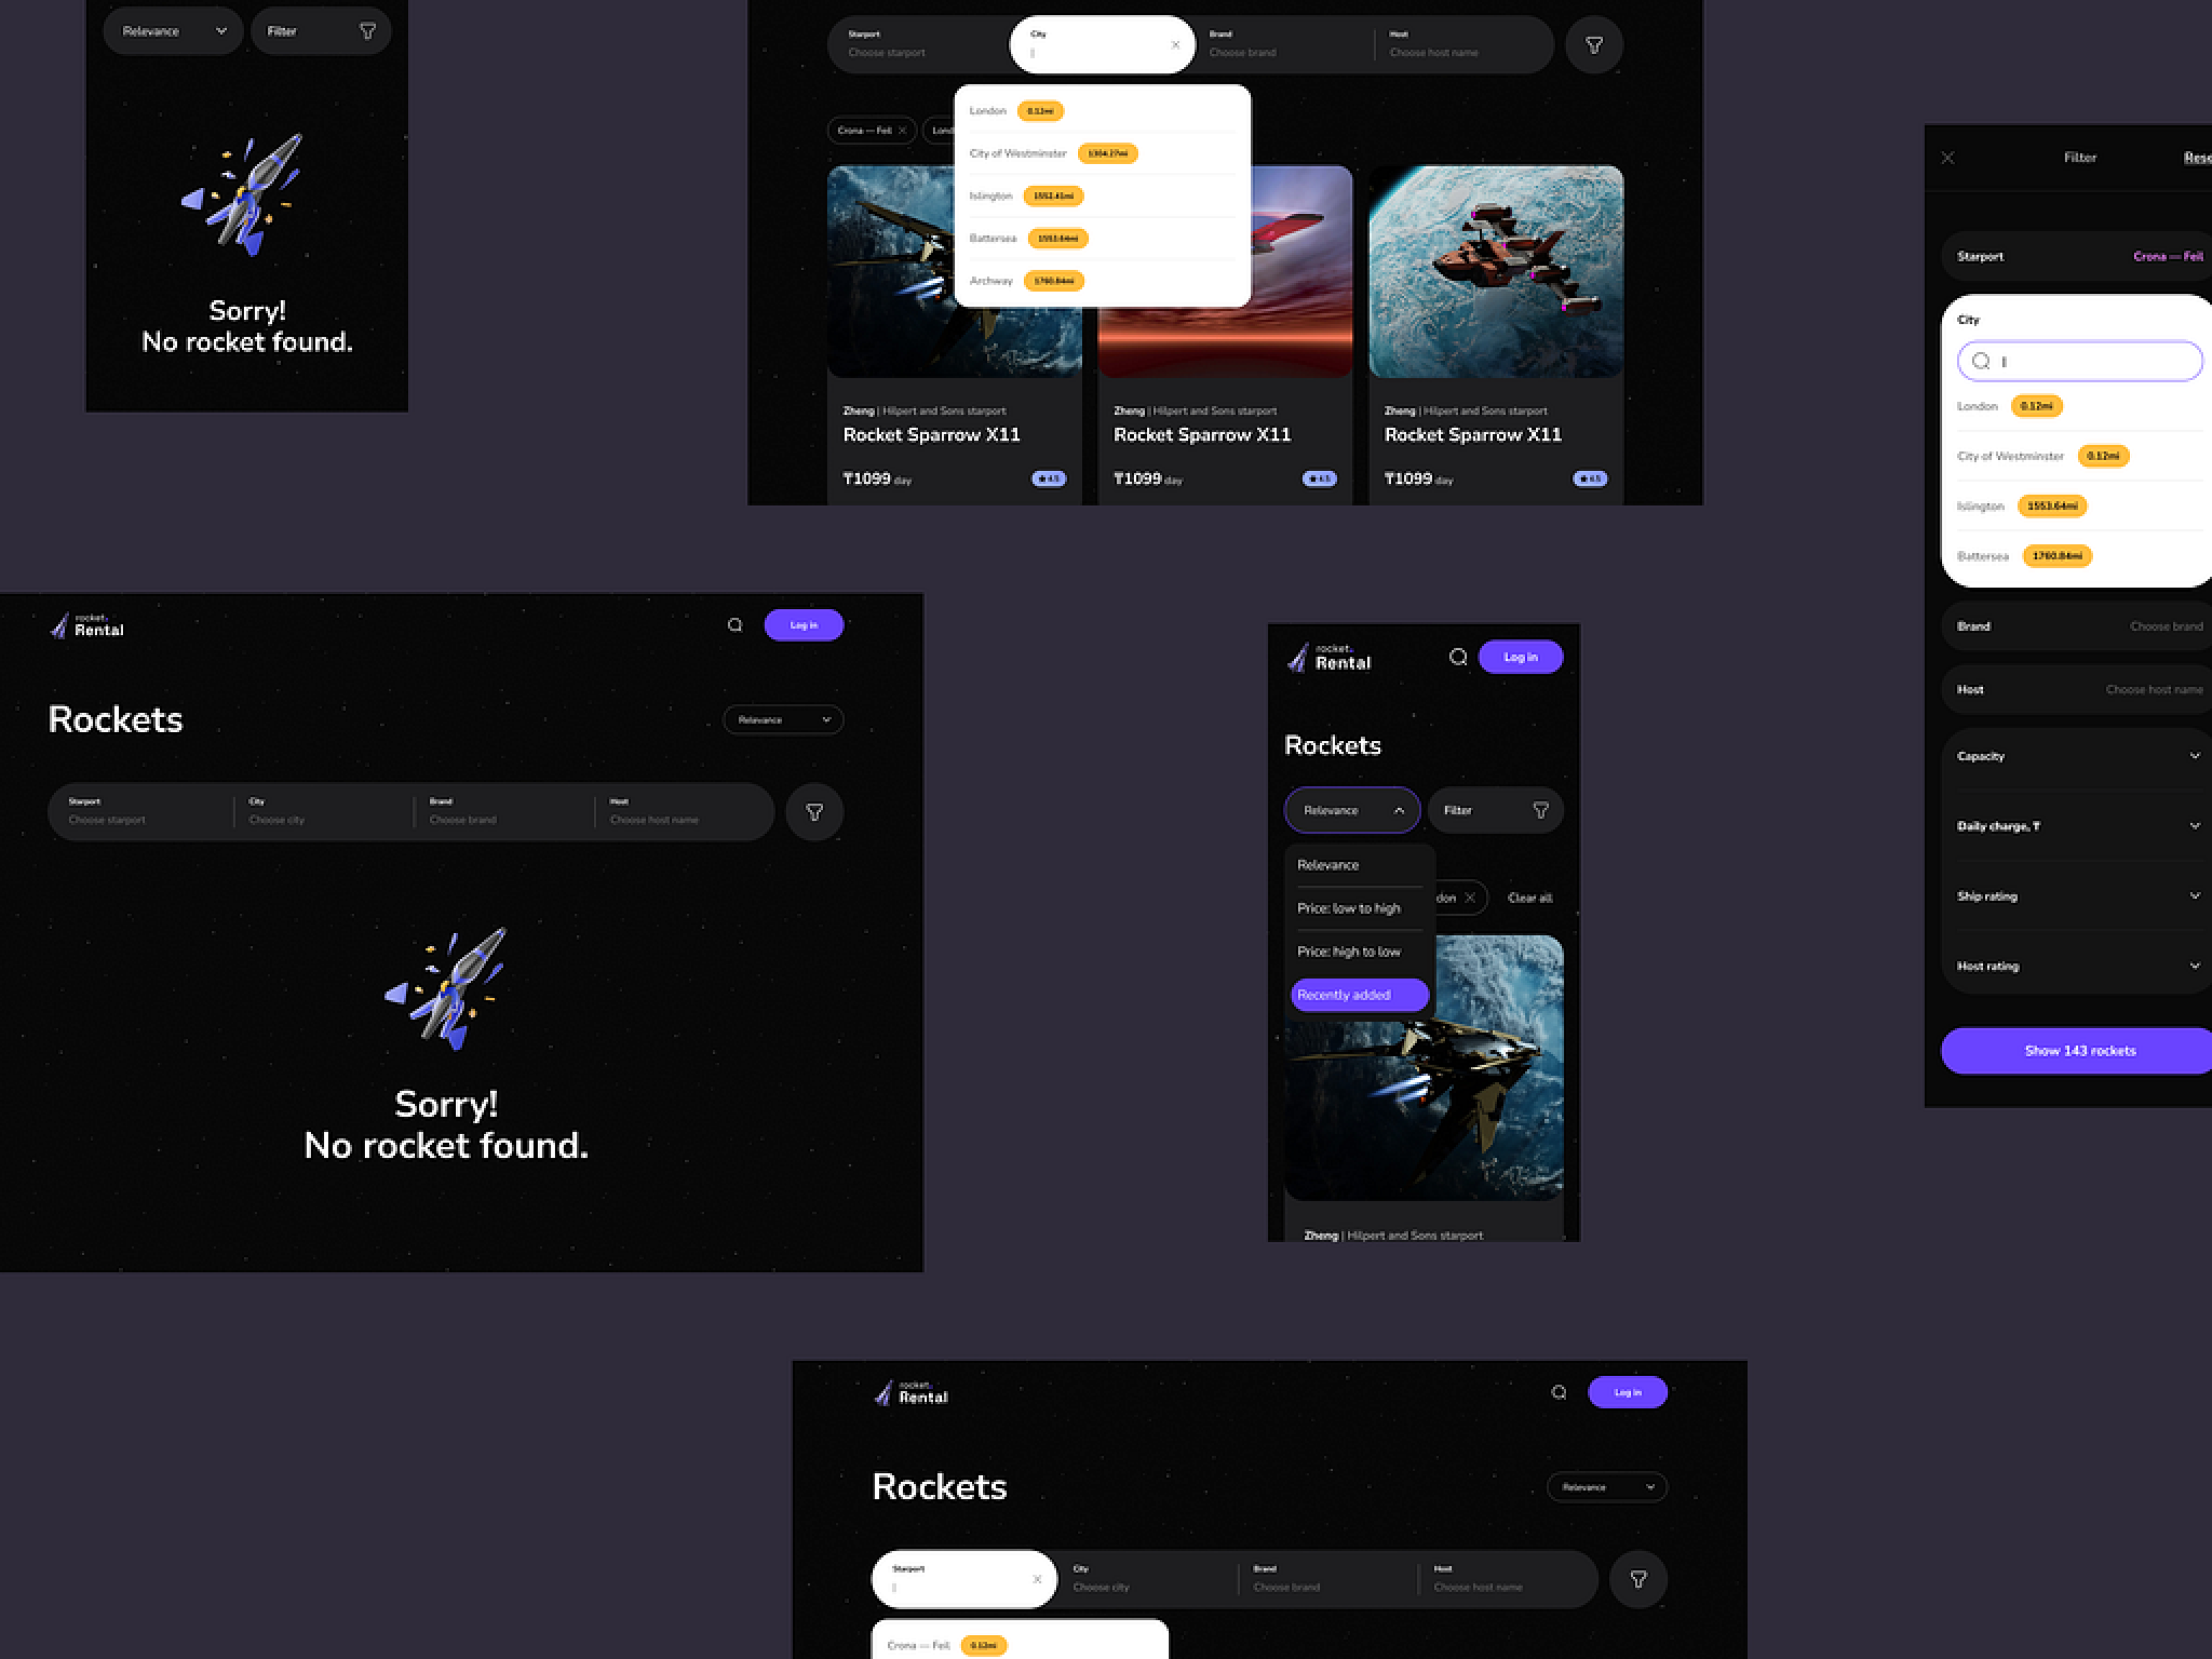 Relevance
Filter
Sorry!
No rocket found.
Starport
Choose starport
City
Brand
Choose brand
Host
Choose host name
Crona — Feil
Lond
London 0.12mi
City of Westminster 1384.27mi
Islington 1552.41mi
Battersea 1553.64mi
Archway 1760.84mi
Zheng | Hilpert and Sons starport
Rocket Sparrow X11
₸1099 day
4.5
Zheng | Hilpert and Sons starport
Rocket Sparrow X11
₸1099 day
4.5
Zheng | Hilpert and Sons starport
Rocket Sparrow X11
₸1099 day
4.5
Filter
Rese
Starport
Crona — Feil
City
London 0.12mi
City of Westminster 0.12mi
Islington 1553.64mi
Battersea 1760.84mi
Brand
Choose brand
Host
Choose host name
Capacity
Daily charge, ₸
Ship rating
Host rating
Show 143 rockets
rocket.
Rental
Log in
Rockets
Relevance
Starport
Choose starport
City
Choose city
Brand
Choose brand
Host
Choose host name
Sorry!
No rocket found.
rocket.
Rental
Log in
Rockets
Relevance
Filter
Relevance
Price: low to high
Price: high to low
Recently added
don
Clear all
Zheng | Hilpert and Sons starport
rocket.
Rental
Log in
Rockets
Relevance
Starport
City
Choose city
Brand
Choose brand
Host
Choose host name
Crona — Feil 0.12mi